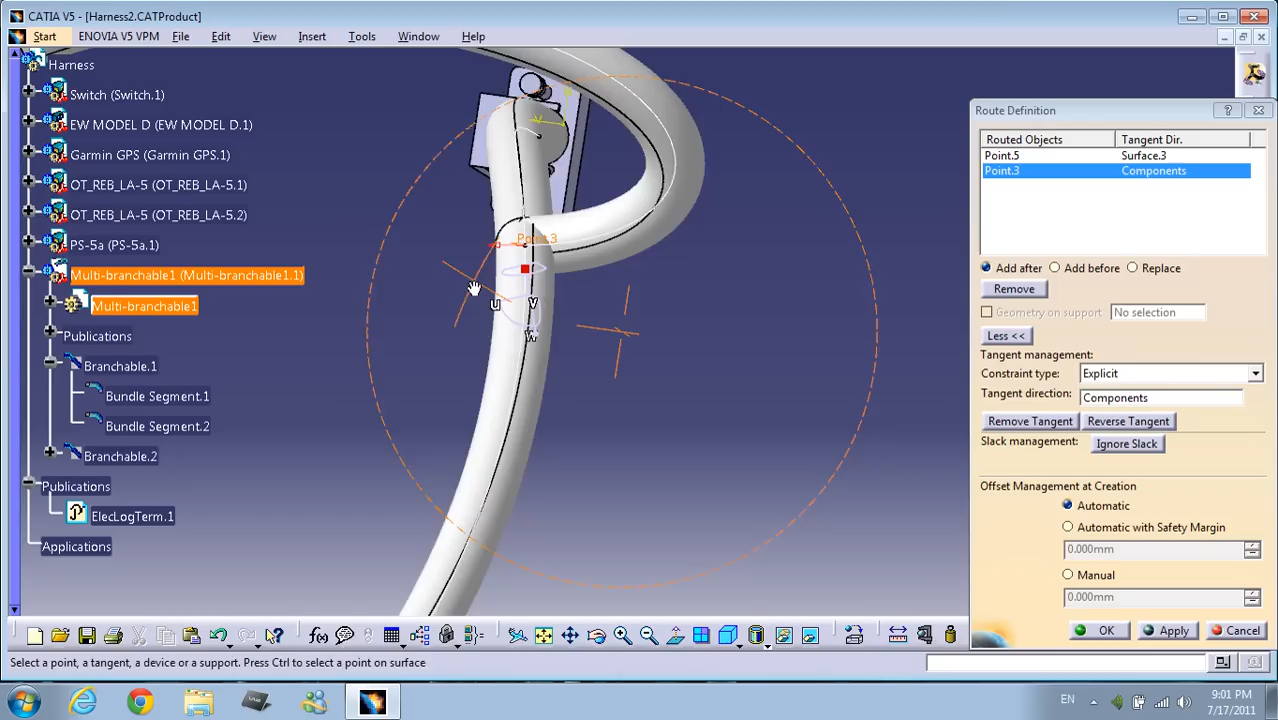 CATIA V5 - [Harness2.CATProduct]
Start ENOVIA V5 VPM File Edit View Insert Tools Window Help
Harness
Switch (Switch.1)
EW MODEL D (EW MODEL D.1)
Garmin GPS (Garmin GPS.1)
OT_REB_LA-5 (OT_REB_LA-5.1)
OT_REB_LA-5 (OT_REB_LA-5.2)
PS-5a (PS-5a.1)
Multi-branchable1 (Multi-branchable1.1)
Multi-branchable1
Publications
Branchable.1
Bundle Segment.1
Bundle Segment.2
Branchable.2
Publications
ElecLogTerm.1
Applications
Point.3
u
v
w
Route Definition
Routed Objects Tangent Dir.
Point.5 Surface.3
Point.3 Components
Add after Add before Replace
Remove
Geometry on support No selection
Less <<
Tangent management:
Constraint type: Explicit
Tangent direction: Components
Remove Tangent Reverse Tangent
Slack management: Ignore Slack
Offset Management at Creation
Automatic
Automatic with Safety Margin
0.000mm
Manual
0.000mm
OK Apply Cancel
Select a point, a tangent, a device or a support. Press Ctrl to select a point on surface
EN
9:01 PM
7/17/2011